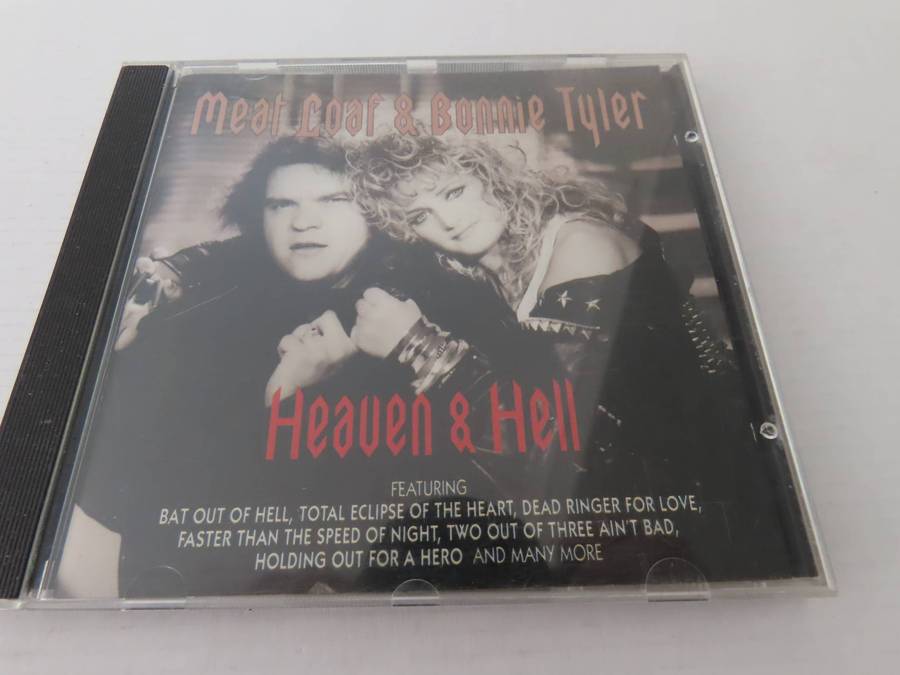 Meat Loaf & Bonnie Tyler
Heaven & Hell
FEATURING
BAT OUT OF HELL, TOTAL ECLIPSE OF THE HEART, DEAD RINGER FOR LOVE,
FASTER THAN THE SPEED OF NIGHT, TWO OUT OF THREE AIN'T BAD,
HOLDING OUT FOR A HERO AND MANY MORE